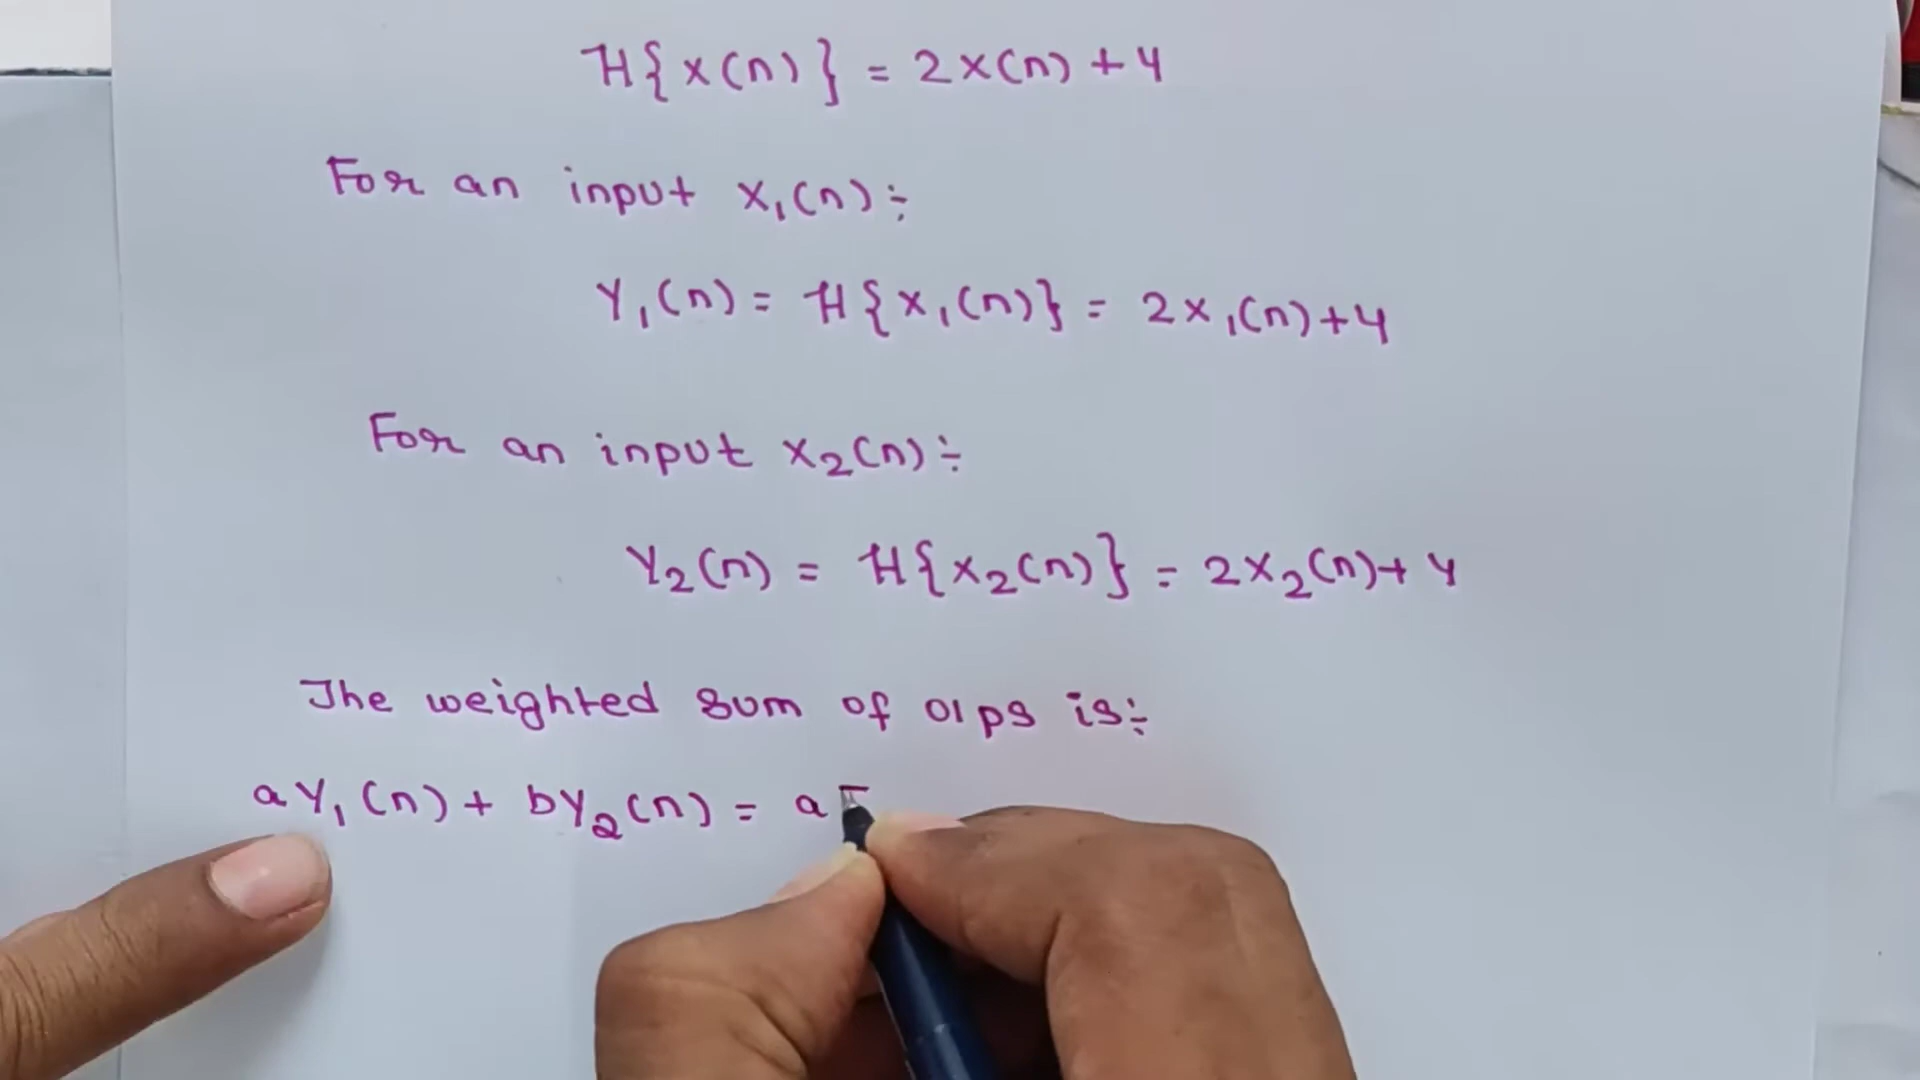 H{x(n)} = 2x(n)+4
For an input x₁(n)÷
Y₁(n) = H{x₁(n)} = 2x₁(n)+4
For an input x₂(n)÷
Y₂(n) = H{x₂(n)} = 2x₂(n)+4
The weighted sum of o/ps is÷
aY₁(n) + bY₂(n) = a[